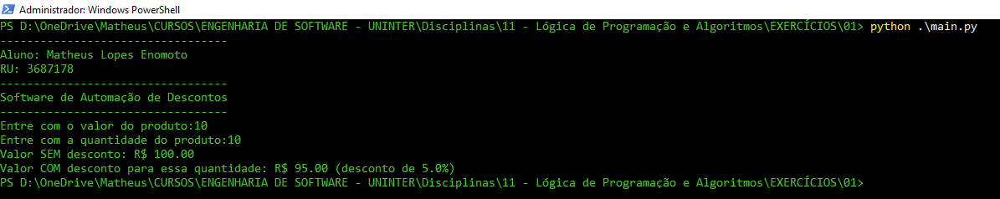 Administrador: Windows PowerShell
PS D:\OneDrive\Matheus\CURSOS\ENGENHARIA DE SOFTWARE - UNINTER\Disciplinas\11 - Lógica de Programação e Algoritmos\EXERCÍCIOS\01> python .\main.py
----------------------------------
Aluno: Matheus Lopes Enomoto
RU: 3687178
----------------------------------
Software de Automação de Descontos
----------------------------------
Entre com o valor do produto:10
Entre com a quantidade do produto:10
Valor SEM desconto: R$ 100.00
Valor COM desconto para essa quantidade: R$ 95.00 (desconto de 5.0%)
PS D:\OneDrive\Matheus\CURSOS\ENGENHARIA DE SOFTWARE - UNINTER\Disciplinas\11 - Lógica de Programação e Algoritmos\EXERCÍCIOS\01>